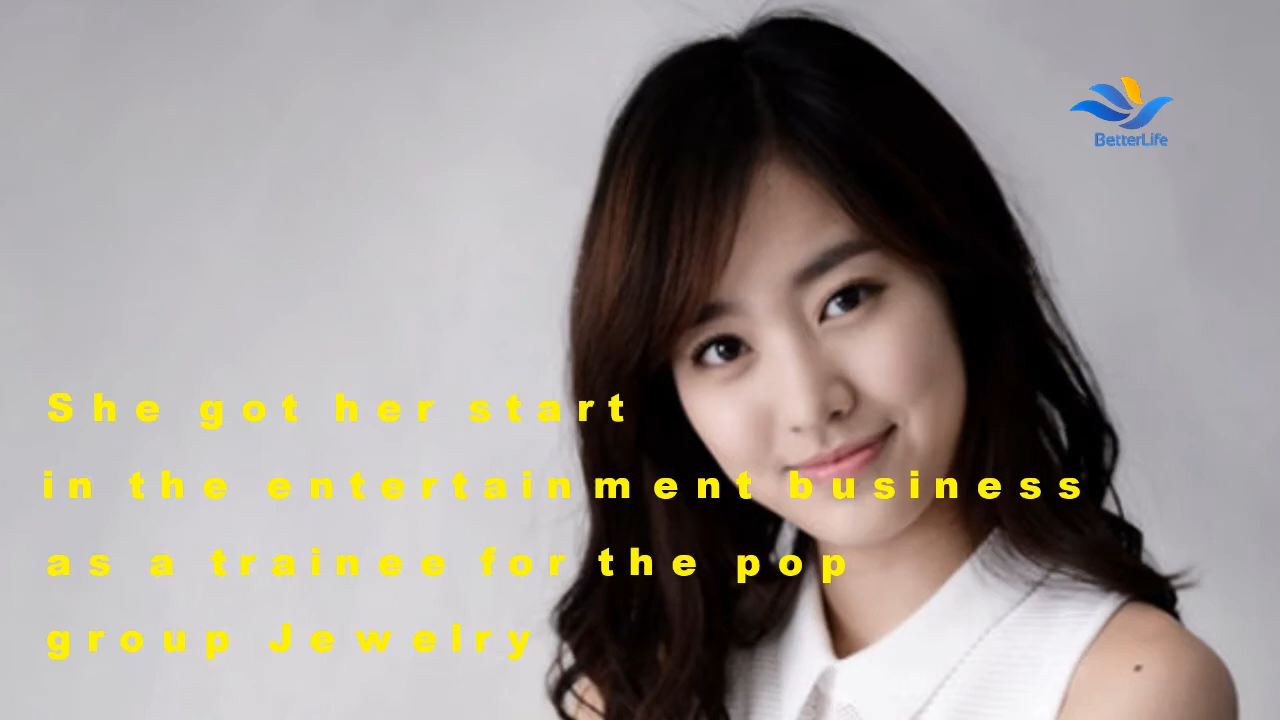 BetterLife
She got her start
in the entertainment business
as a trainee for the pop
group Jewelry